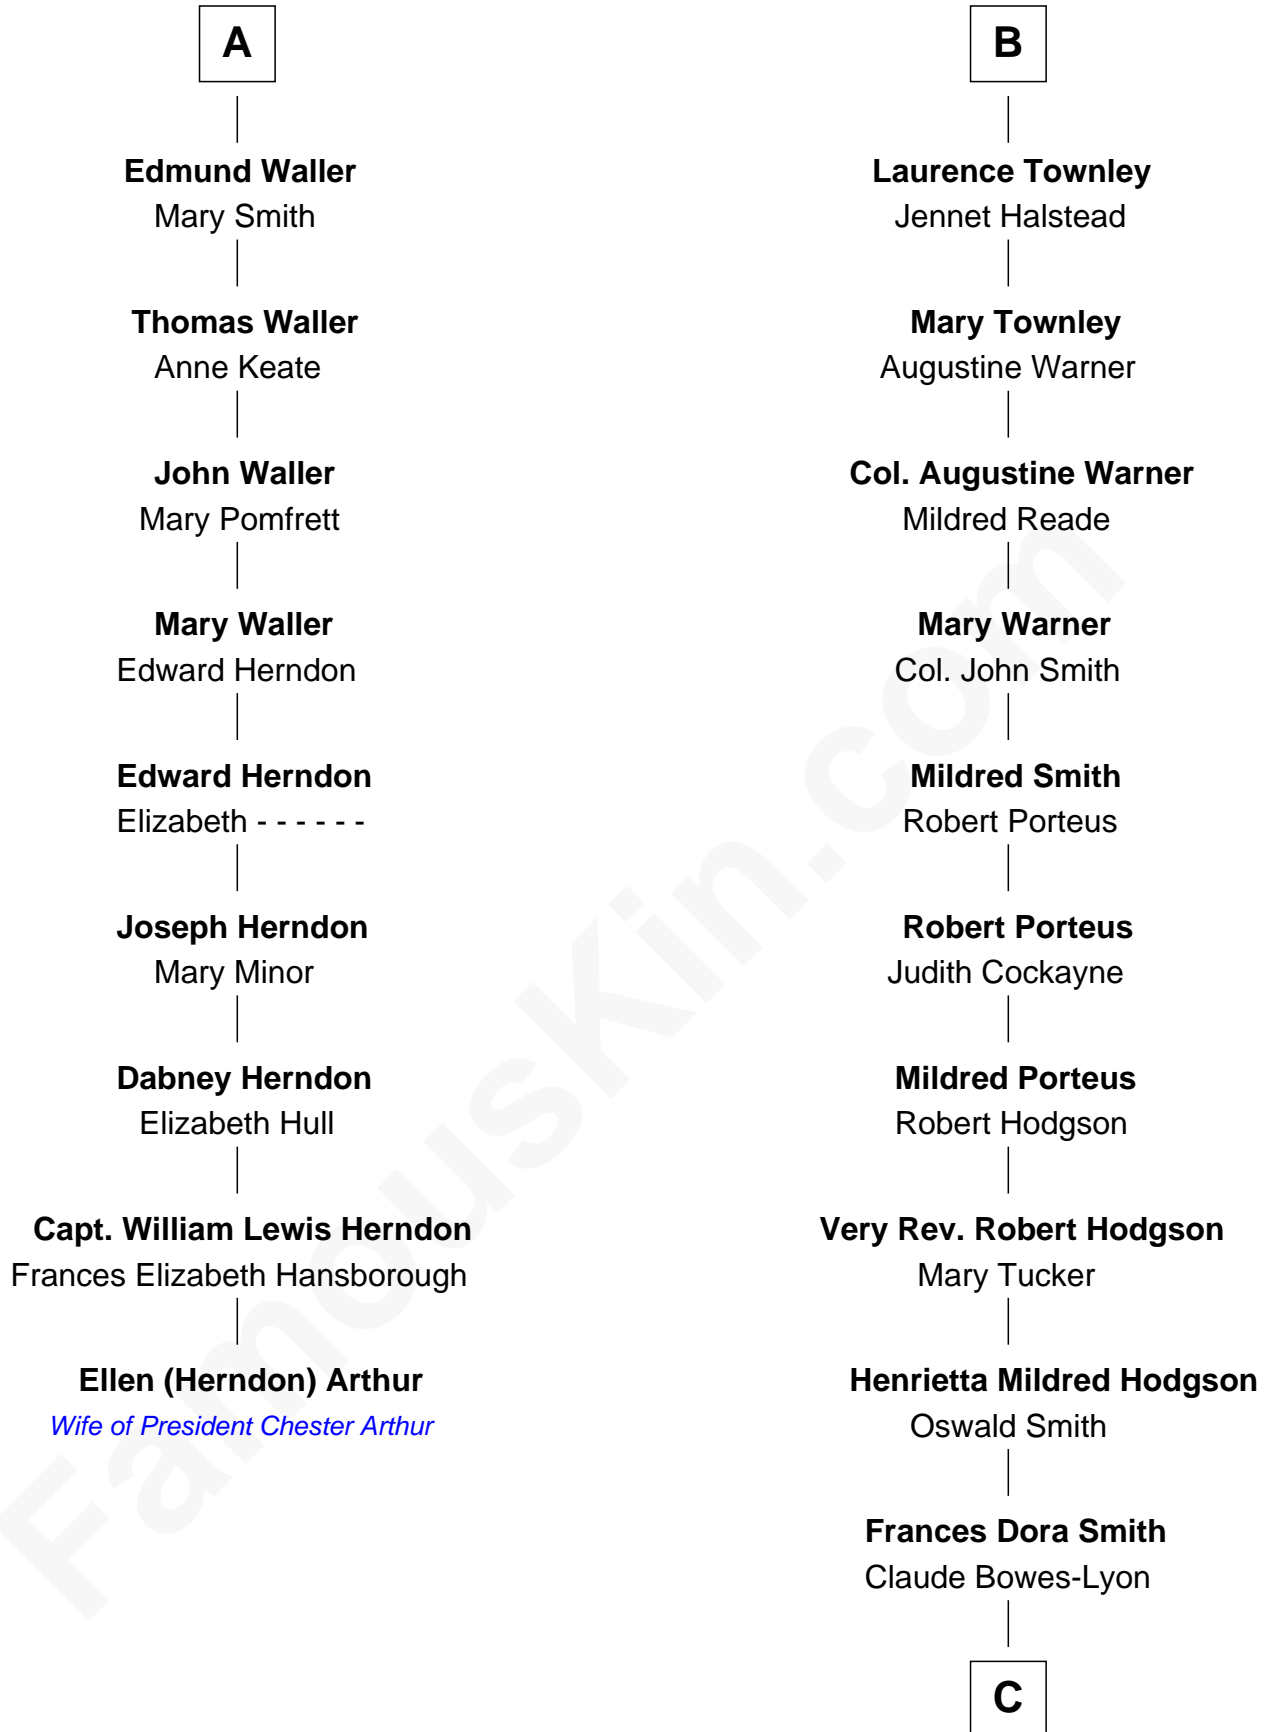 A
Edmund Waller
Mary Smith
Thomas Waller
Anne Keate
John Waller
Mary Pomfrett
Mary Waller
Edward Herndon
Edward Herndon
Elizabeth - - - - - -
Joseph Herndon
Mary Minor
Dabney Herndon
Elizabeth Hull
Capt. William Lewis Herndon
Frances Elizabeth Hansborough
Ellen (Herndon) Arthur
Wife of President Chester Arthur
B
Laurence Townley
Jennet Halstead
Mary Townley
Augustine Warner
Col. Augustine Warner
Mildred Reade
Mary Warner
Col. John Smith
Mildred Smith
Robert Porteus
Robert Porteus
Judith Cockayne
Mildred Porteus
Robert Hodgson
Very Rev. Robert Hodgson
Mary Tucker
Henrietta Mildred Hodgson
Oswald Smith
Frances Dora Smith
Claude Bowes-Lyon
C
FamousKin.com